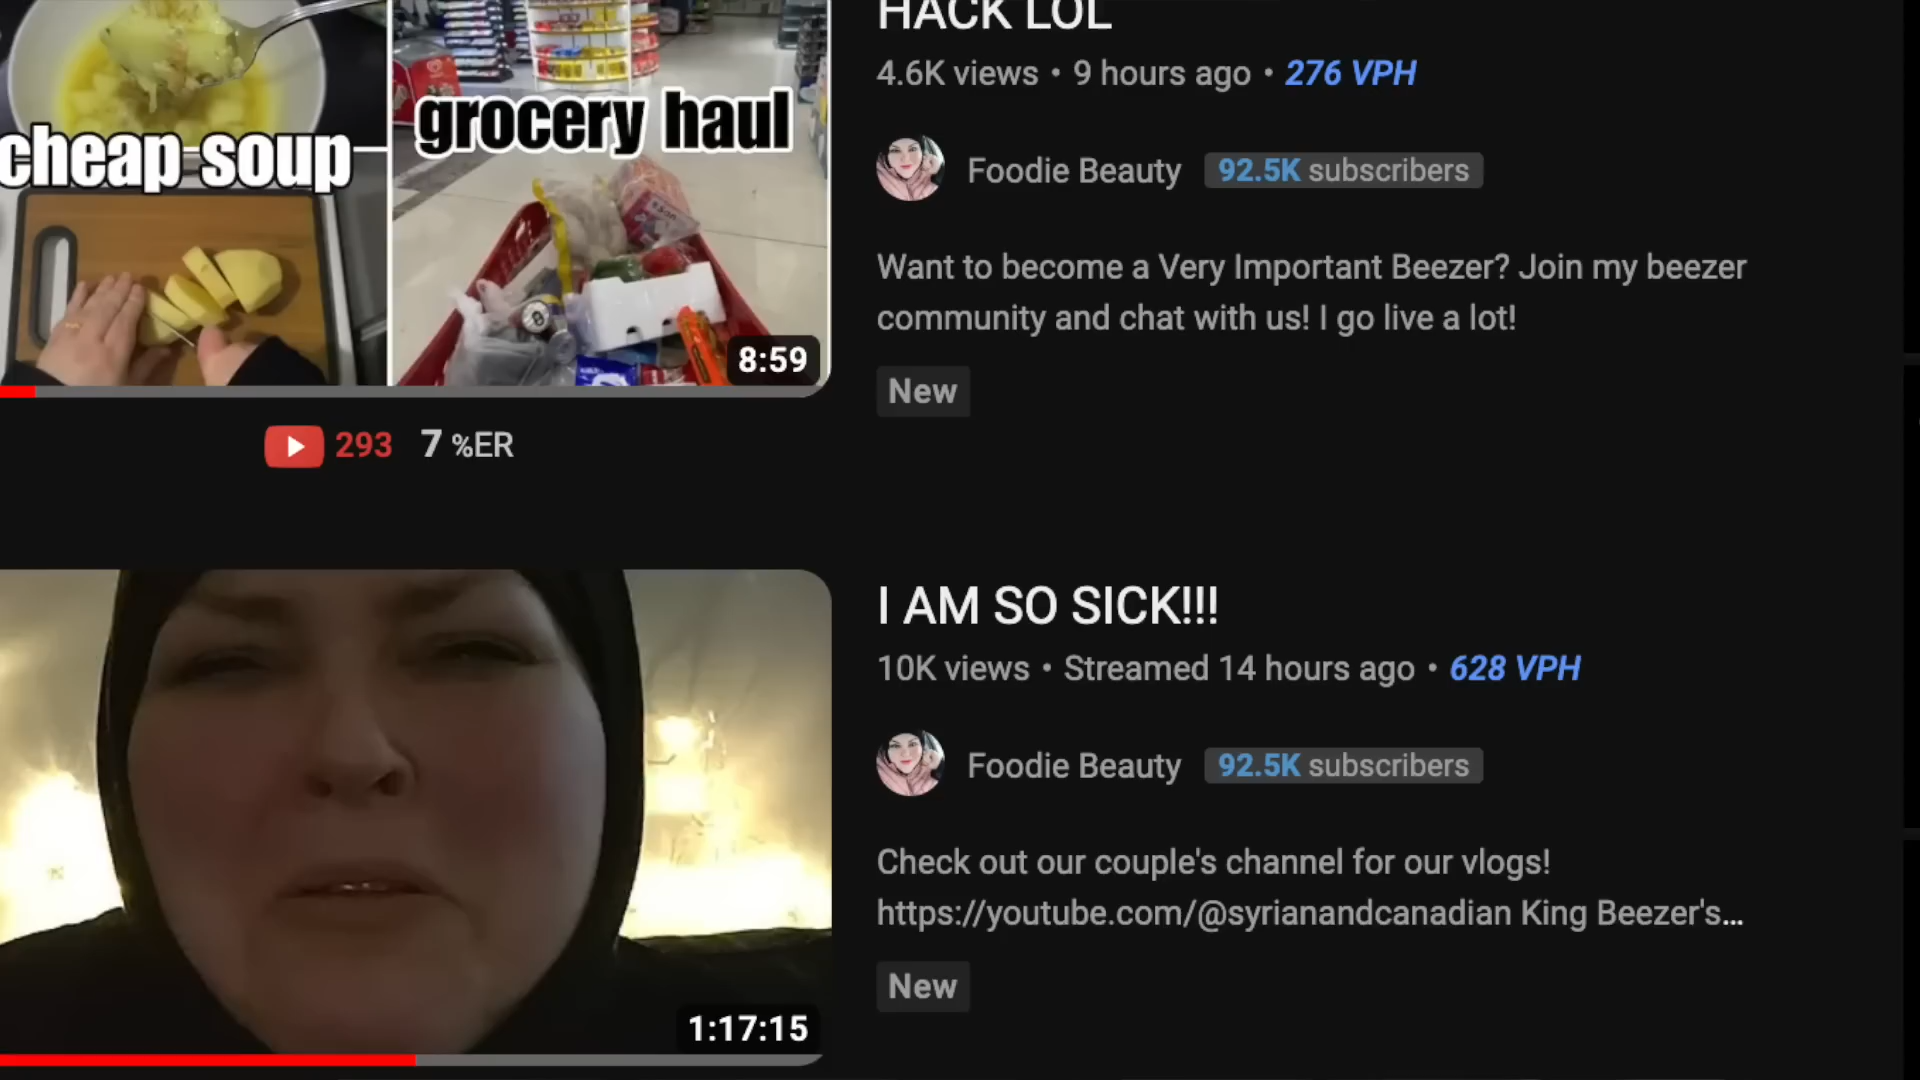 HACK LOL
4.6K views • 9 hours ago • 276 VPH
cheap soup
grocery haul
8:59
Foodie Beauty 92.5K subscribers
Want to become a Very Important Beezer? Join my beezer
community and chat with us! I go live a lot!
New
293 7 %ER
I AM SO SICK!!!
10K views • Streamed 14 hours ago • 628 VPH
Foodie Beauty 92.5K subscribers
Check out our couple's channel for our vlogs!
https://youtube.com/@syrianandcanadian King Beezer's...
New
1:17:15